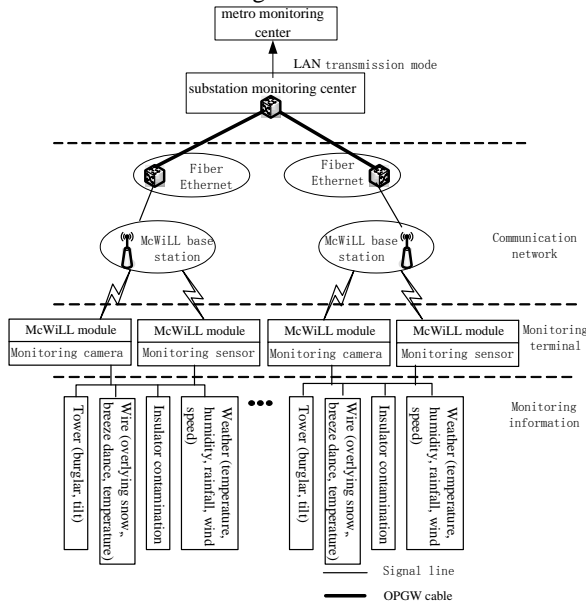 metro monitoring
center
LAN transmission mode
substation monitoring center
Fiber
Ethernet
Fiber
Ethernet
McWiLL base
station
McWiLL base
station
Communication
network
McWiLL module
Monitoring camera
McWiLL module
Monitoring sensor
McWiLL module
Monitoring camera
McWiLL module
Monitoring sensor
Monitoring
terminal
Monitoring
information
Tower (burglar, tilt)
Wire (overlying snow,
breeze dance, temperature)
Insulator contamination
Weather (temperature,
humidity, rainfall, wind
speed)
•••
Tower (burglar, tilt)
Wire (overlying snow,
breeze dance, temperature)
Insulator contamination
Weather (temperature,
humidity, rainfall, wind
speed)
Signal line
OPGW cable